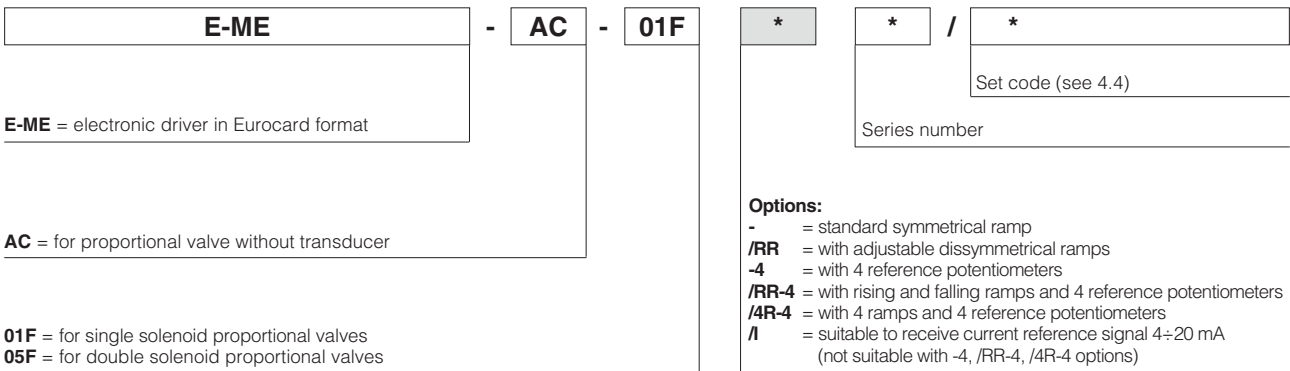 E-ME - AC - 01F * * / *
Set code (see 4.4)
E-ME = electronic driver in Eurocard format
Series number
AC = for proportional valve without transducer
01F = for single solenoid proportional valves
05F = for double solenoid proportional valves
Options:
- = standard symmetrical ramp
/RR = with adjustable dissymmetrical ramps
-4 = with 4 reference potentiometers
/RR-4 = with rising and falling ramps and 4 reference potentiometers
/4R-4 = with 4 ramps and 4 reference potentiometers
/I = suitable to receive current reference signal 4÷20 mA
(not suitable with -4, /RR-4, /4R-4 options)